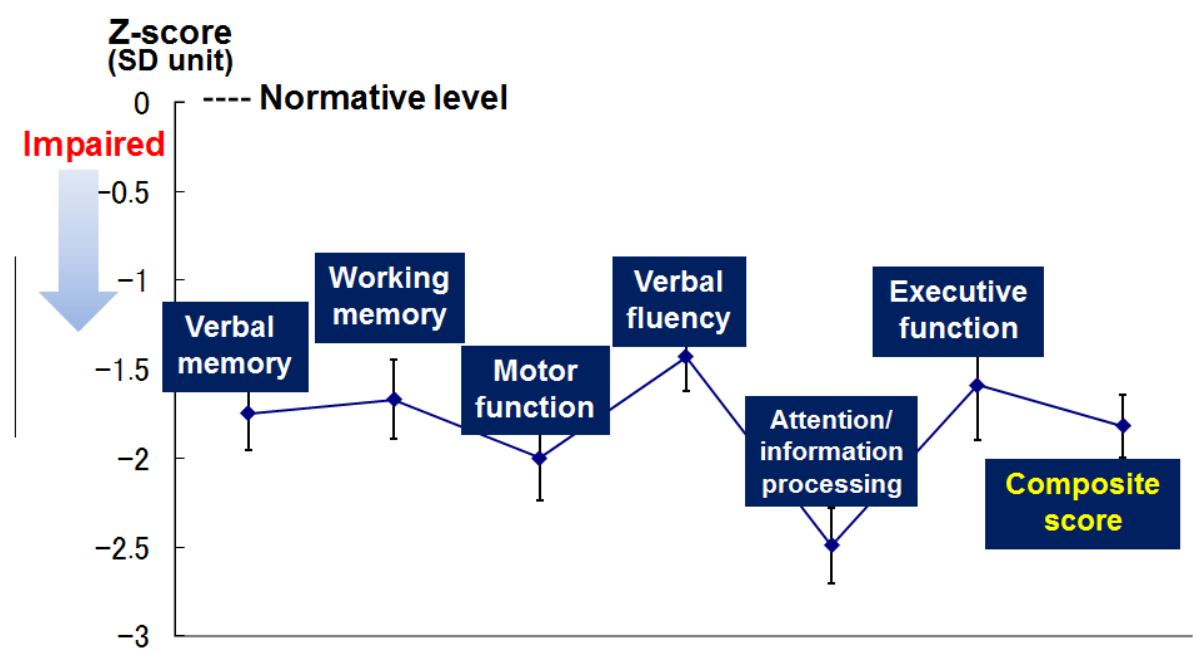 Z-score
(SD unit)
0
---- Normative level
Impaired
-0.5
-1
-1.5
-2
-2.5
-3
Verbal
memory
Working
memory
Motor
function
Verbal
fluency
Attention/
information
processing
Executive
function
Composite
score